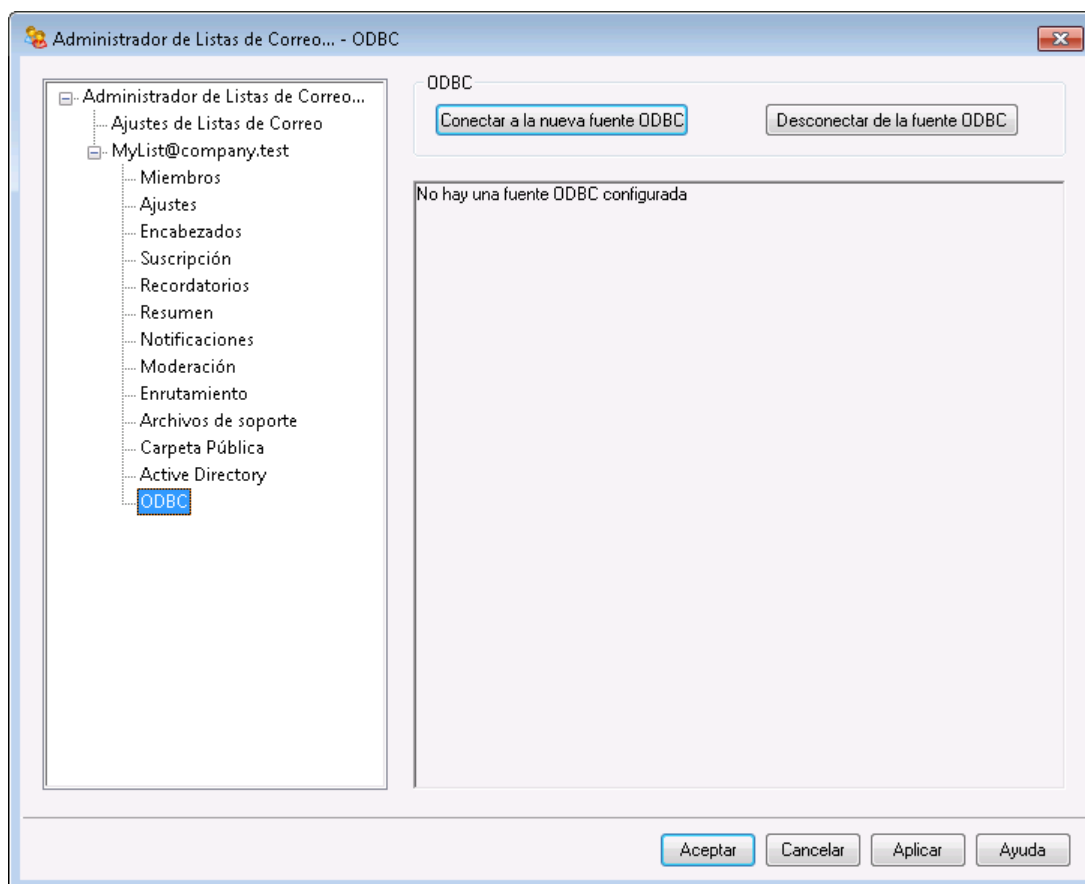 Administrador de Listas de Correo... - ODBC
Administrador de Listas de Correo...
Ajustes de Listas de Correo
MyList@company.test
Miembros
Ajustes
Encabezados
Suscripción
Recordatorios
Resumen
Notificaciones
Moderación
Enrutamiento
Archivos de soporte
Carpeta Pública
Active Directory
ODBC
ODBC
Conectar a la nueva fuente ODBC
Desconectar de la fuente ODBC
No hay una fuente ODBC configurada
Aceptar
Cancelar
Aplicar
Ayuda